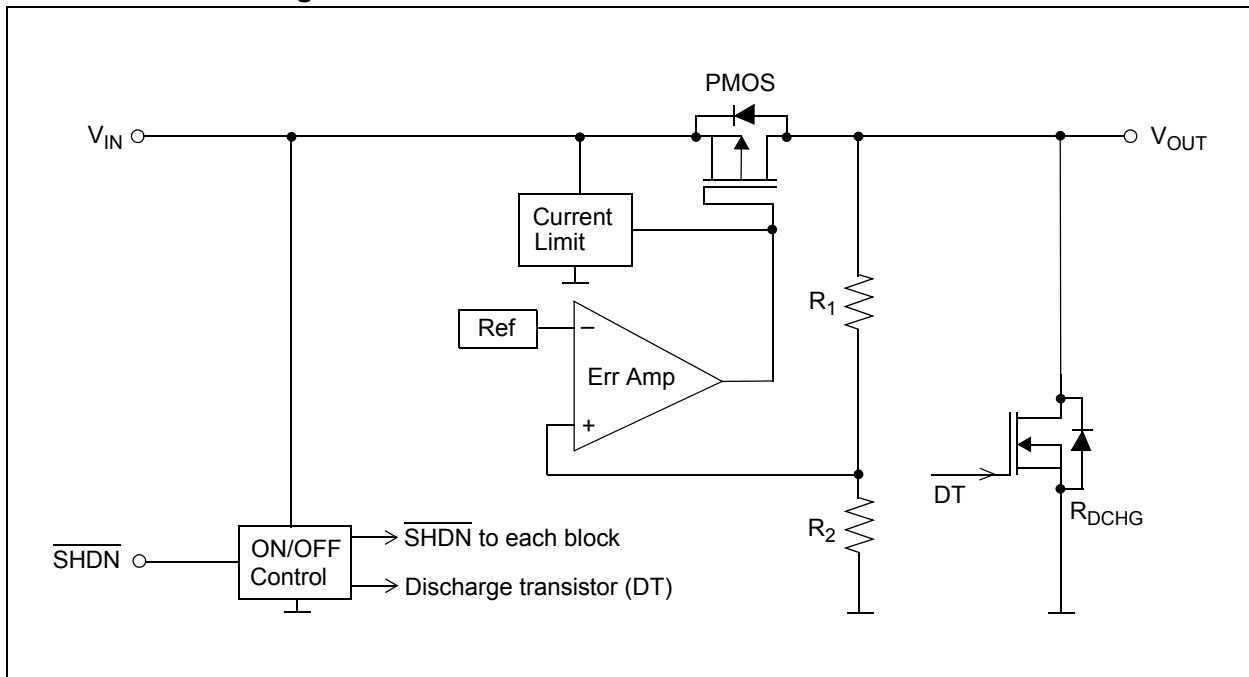 PMOS
V_IN
V_OUT
Current
Limit
R_1
Ref
−
Err Amp
+
DT
R_DCHG
R_2
SHDN
ON/OFF
Control
SHDN to each block
Discharge transistor (DT)